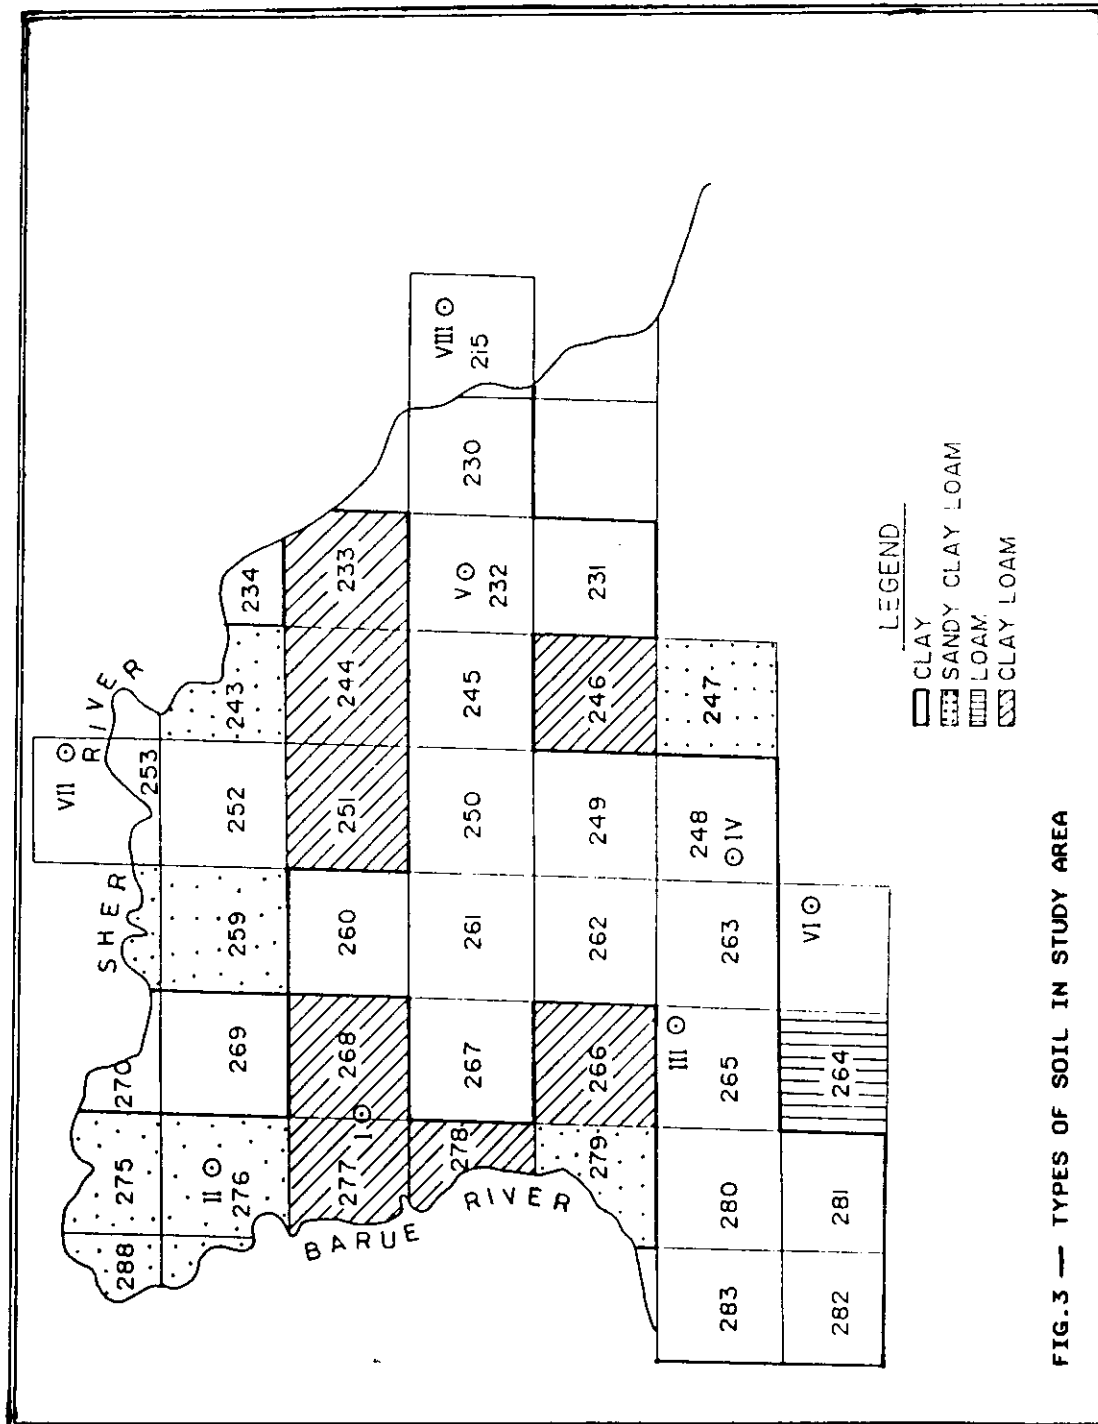 VII
SHER RIVER
288 275 270 253
II
276 269 259 252 243 234
277 I 268 260 251 244 233
BARUE RIVER
V VIII
278 267 261 250 245 232 230 215
279 266 262 249 246 231
III
283 280 265 263 248 247
IV
VI
282 281 264
LEGEND
CLAY
SANDY CLAY LOAM
LOAM
CLAY LOAM
FIG.3 — TYPES OF SOIL IN STUDY AREA